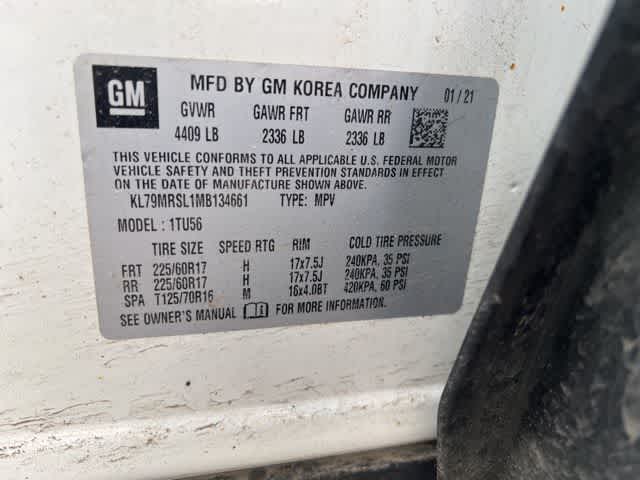 GM MFD BY GM KOREA COMPANY 01/21
GVWR GAWR FRT GAWR RR
4409 LB 2336 LB 2336 LB
THIS VEHICLE CONFORMS TO ALL APPLICABLE U.S. FEDERAL MOTOR
VEHICLE SAFETY AND THEFT PREVENTION STANDARDS IN EFFECT ON
THE DATE OF MANUFACTURE SHOWN ABOVE.
KL79MRSL1MB134661 TYPE: MPV
MODEL: 1TU56
TIRE SIZE SPEED RTG RIM COLD TIRE PRESSURE
FRT 225/60R17 H 17x7.5J 240KPA, 35 PSI
RR 225/60R17 H 17x7.5J 240KPA, 35 PSI
SPA T125/70R16 M 16x4.0BT 420KPA, 60 PSI
SEE OWNER'S MANUAL FOR MORE INFORMATION.